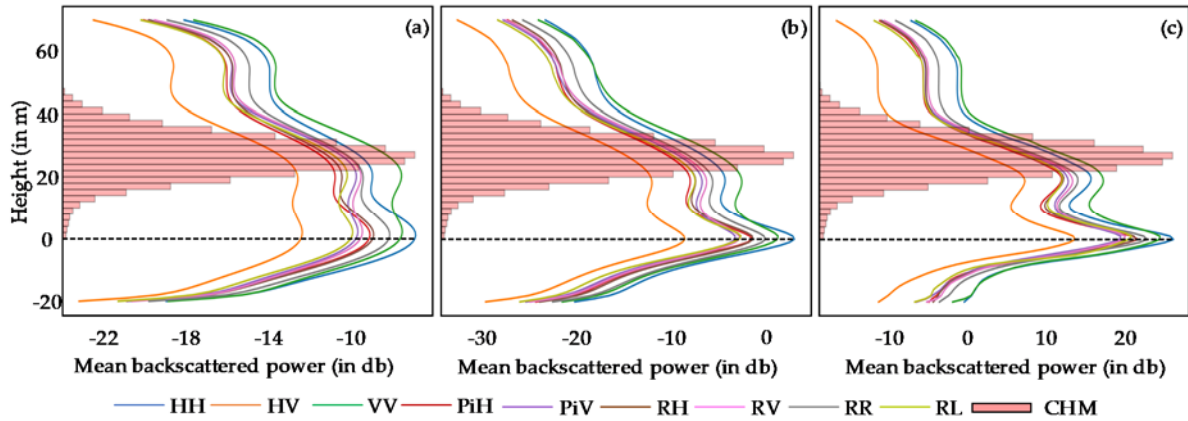 (a)
(b)
(c)
Height (in m)
60
40
20
0
-20
-22 -18 -14 -10
-30 -20 -10 0
-10 0 10 20
Mean backscattered power (in db)
Mean backscattered power (in db)
Mean backscattered power (in db)
HH HV VV PiH PiV RH RV RR RL CHM